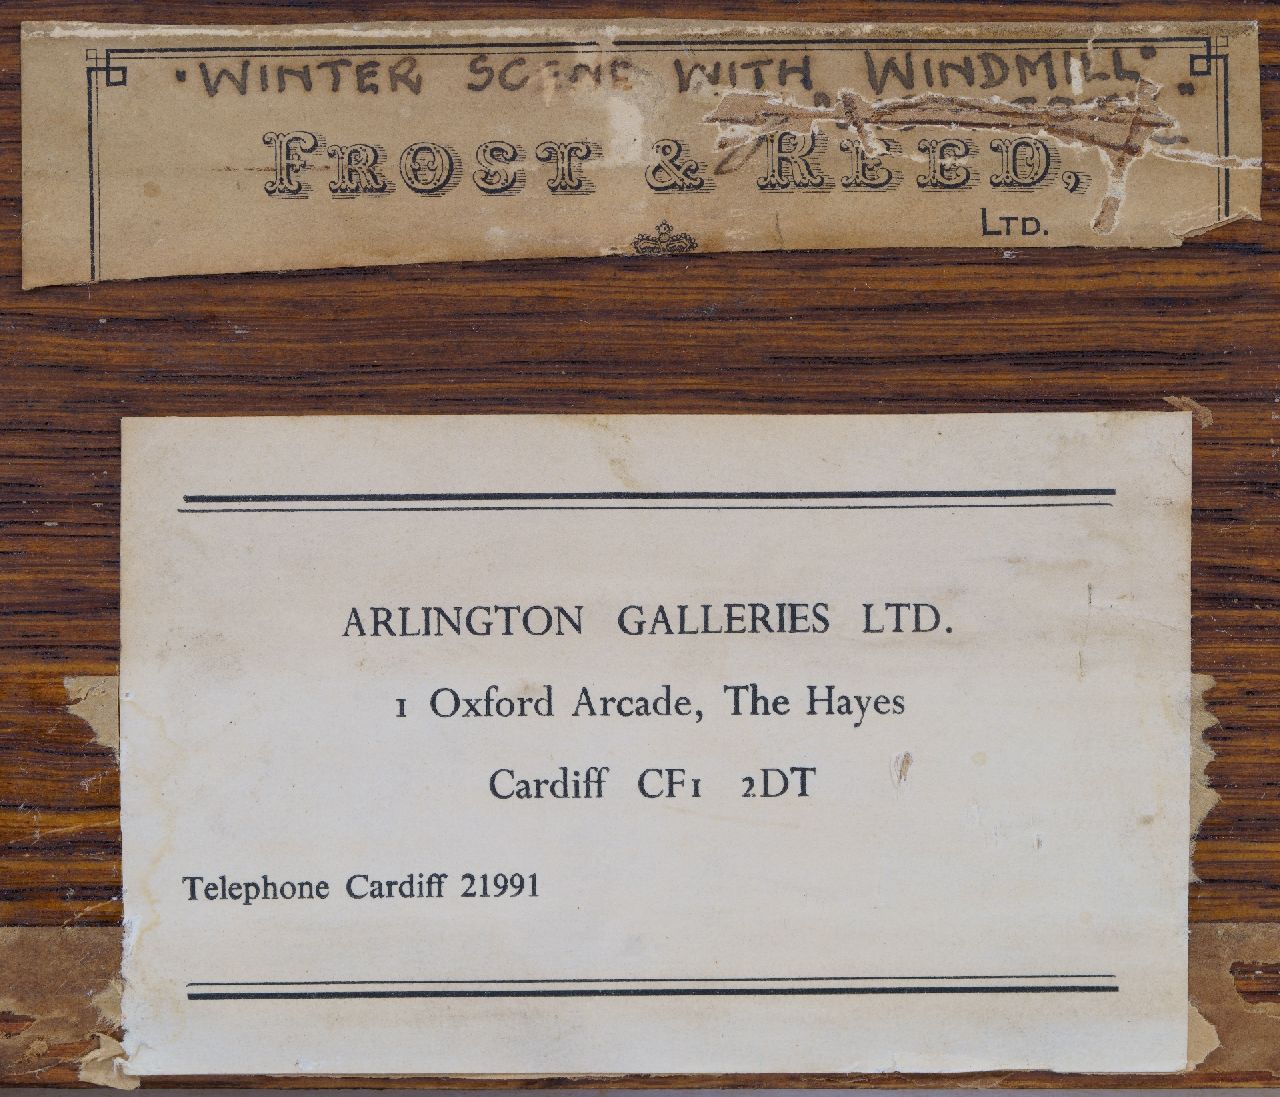 "WINTER SCENE WITH WINDMILL"
FROST & REED,
LTD.
ARLINGTON GALLERIES LTD.
1 Oxford Arcade, The Hayes
Cardiff CF1 2DT
Telephone Cardiff 21991